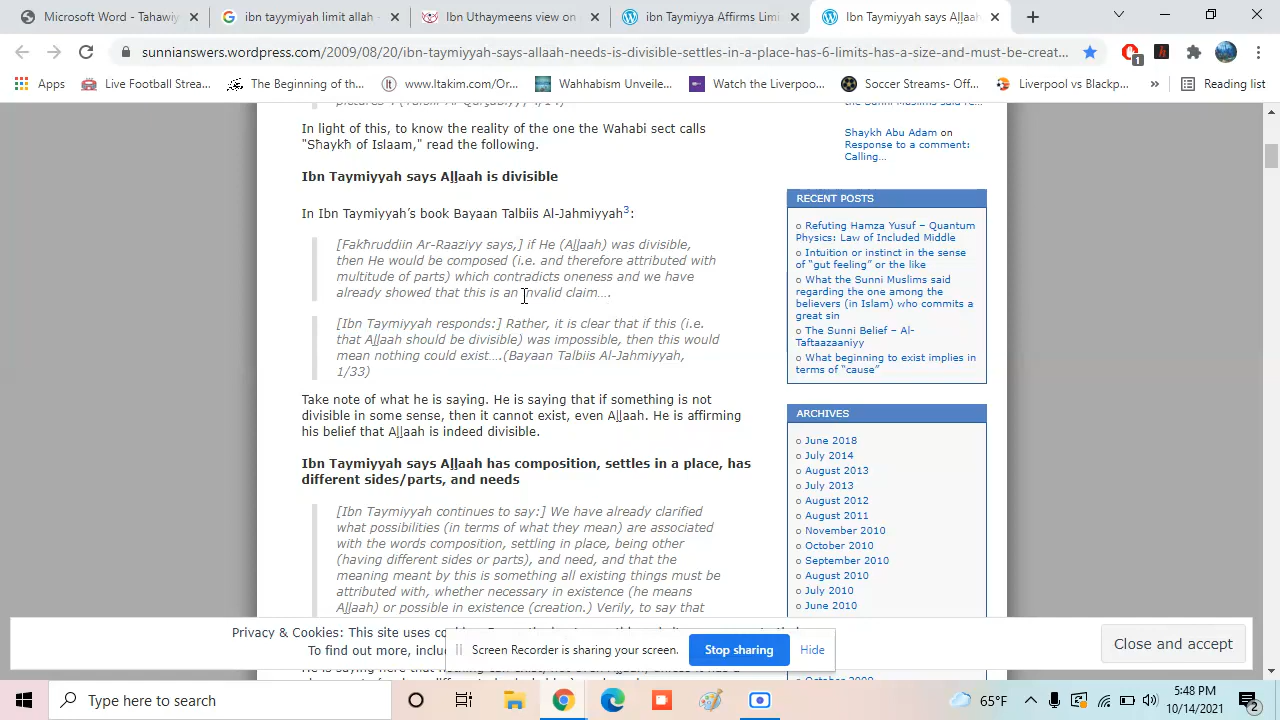 Microsoft Word - Tahawiy
ibn taymiyah limit allah -
Ibn Uthaymeens view on
ibn Taymiyya Affirms Limi
Ibn Taymiyyah says Aļļaah
sunnianswers.wordpress.com/2009/08/20/ibn-taymiyyah-says-allaah-needs-is-divisible-settles-in-a-place-has-6-limits-has-a-size-and-must-be-creat...
1
Apps
Live Football Strea...
The Beginning of th...
www.ltakim.com/Or...
Wahhabism Unveile...
Watch the Liverpoo...
Soccer Streams- Off...
Liverpool vs Blackp...
»
Reading list
In light of this, to know the reality of the one the Wahabi sect calls
"Sħaykħ of Islaam," read the following.
Ibn Taymiyyah says Aļļaah is divisible
In Ibn Taymiyyah's book Bayaan Talbiis Al-Jahmiyyah3:
[Fakħruddiin Ar-Raaziyy says,] if He (Aļļaah) was divisible,
then He would be composed (i.e. and therefore attributed with
multitude of parts) which contradicts oneness and we have
already showed that this is an invalid claim….
[Ibn Taymiyyah responds:] Rather, it is clear that if this (i.e.
that Aļļaah should be divisible) was impossible, then this would
mean nothing could exist….(Bayaan Talbiis Al-Jahmiyyah,
1/33)
Take note of what he is saying. He is saying that if something is not
divisible in some sense, then it cannot exist, even Aļļaah. He is affirming
his belief that Aļļaah is indeed divisible.
Ibn Taymiyyah says Aļļaah has composition, settles in a place, has
different sides/parts, and needs
[Ibn Taymiyyah continues to say:] We have already clarified
what possibilities (in terms of what they mean) are associated
with the words composition, settling in place, being other
(having different sides or parts), and need, and that the
meaning meant by this is something all existing things must be
attributed with, whether necessary in existence (he means
Aļļaah) or possible in existence (creation.) Verily, to say that
the Sunni Muslims said re...
Shaykh Abu Adam on
Response to a comment:
Calling...
RECENT POSTS
Refuting Hamza Yusuf – Quantum
Physics: Law of Included Middle
Intuition or instinct in the sense
of "gut feeling" or the like
What the Sunni Muslims said
regarding the one among the
believers (in Islam) who commits a
great sin
The Sunni Belief – Al-
Taftaazaaniyy
What beginning to exist implies in
terms of "cause"
ARCHIVES
June 2018
July 2014
August 2013
July 2013
August 2012
August 2011
November 2010
October 2010
September 2010
August 2010
July 2010
June 2010
Privacy & Cookies: This site uses
To find out more, inclu
Screen Recorder is sharing your screen.
Stop sharing
Hide
Close and accept
Type here to search
65°F
5:48 PM
10/14/2021
2